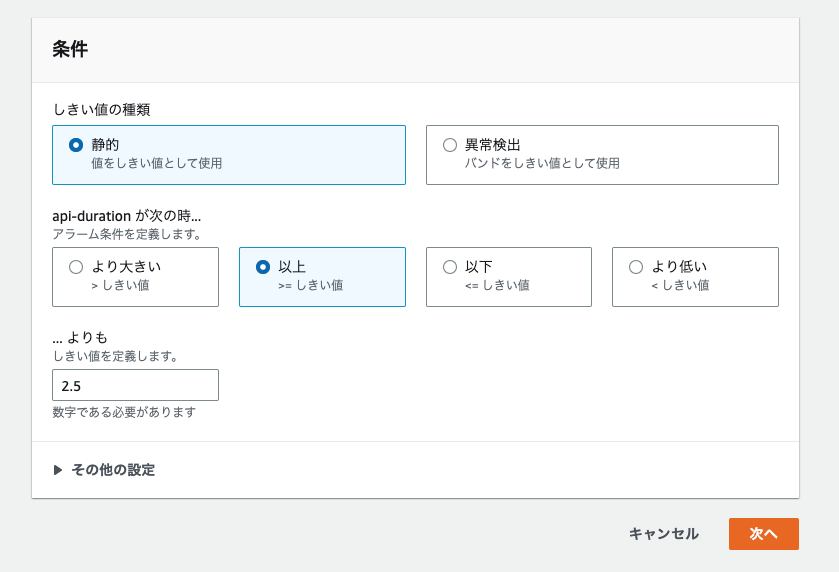 条件
しきい値の種類
静的
値をしきい値として使用
異常検出
バンドをしきい値として使用
api-duration が次の時...
アラーム条件を定義します。
より大きい
> しきい値
以上
>= しきい値
以下
<= しきい値
より低い
< しきい値
... よりも
しきい値を定義します。
2.5
数字である必要があります
その他の設定
キャンセル
次へ